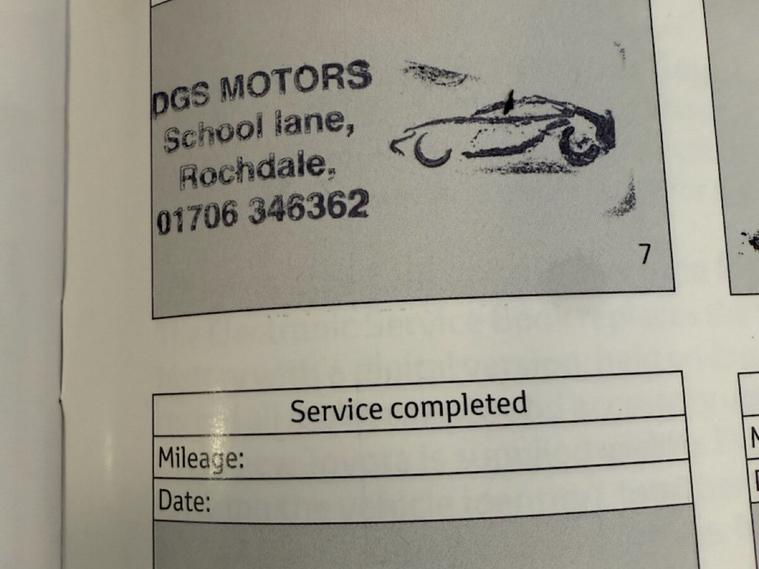 DGS MOTORS
School lane,
Rochdale,
01706 346362
7
Service completed
Mileage:
Date: